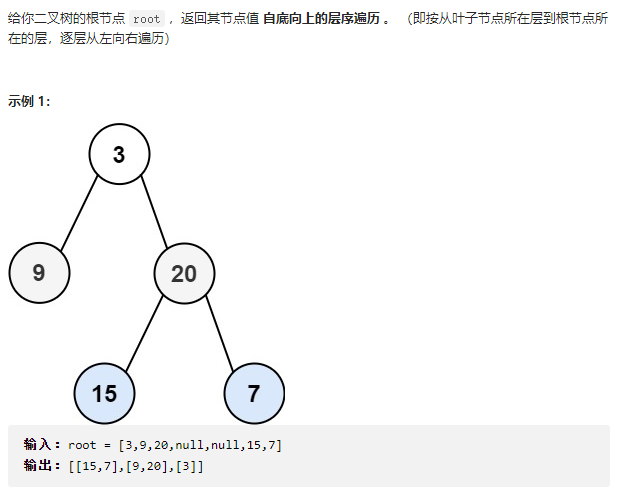 给你二叉树的根节点 root ，返回其节点值 自底向上的层序遍历 。 （即按从叶子节点所在层到根节点所
在的层，逐层从左向右遍历）
示例 1：
3
9
20
15
7
输入：root = [3,9,20,null,null,15,7]
输出：[[15,7],[9,20],[3]]